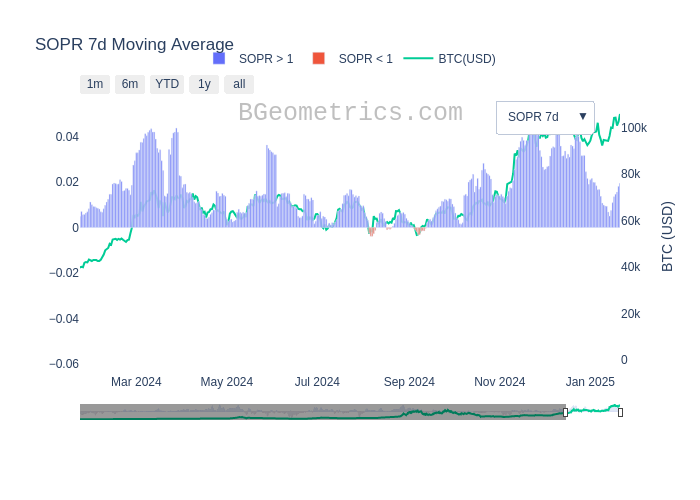 SOPR 7d Moving Average
SOPR > 1
SOPR < 1
BTC(USD)
1m
6m
YTD
1y
all
BGeometrics.com
SOPR 7d ▼
0.04
0.02
0
−0.02
−0.04
−0.06
100k
80k
60k
40k
20k
0
BTC (USD)
Mar 2024
May 2024
Jul 2024
Sep 2024
Nov 2024
Jan 2025